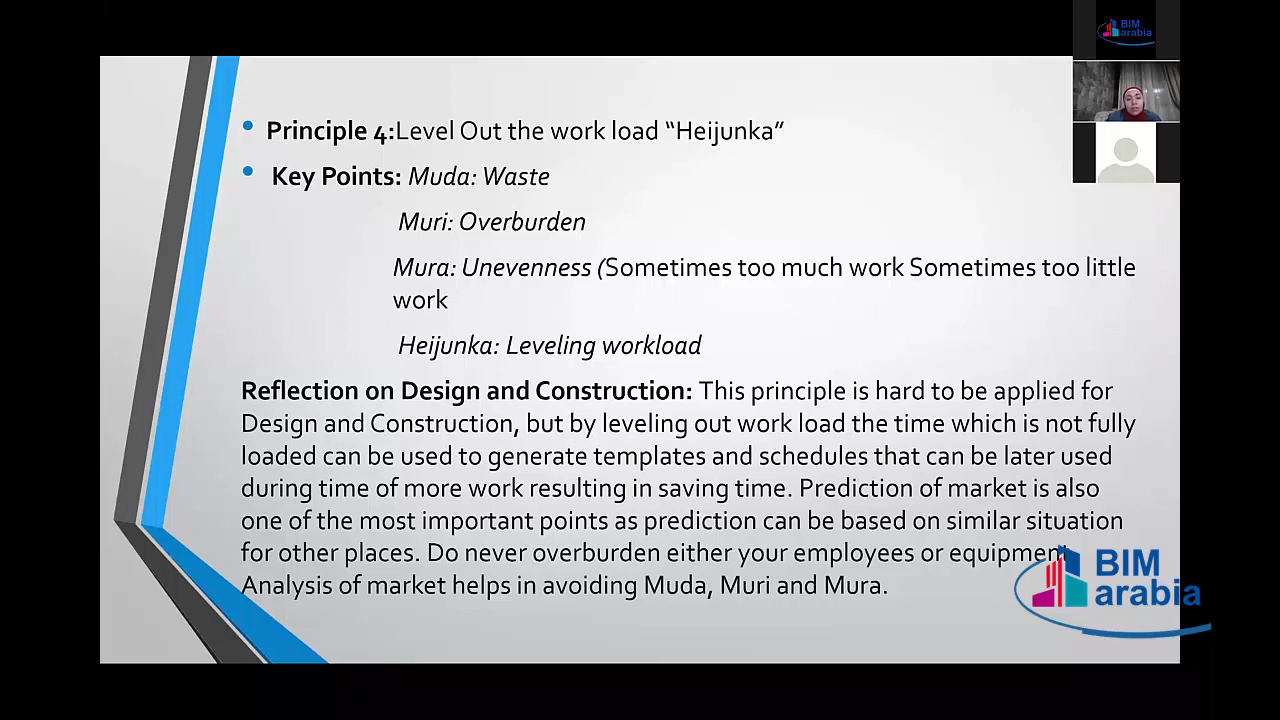 BIM
arabia
Principle 4:Level Out the work load “Heijunka”
Key Points: Muda: Waste
Muri: Overburden
Mura: Unevenness (Sometimes too much work Sometimes too little
work
Heijunka: Leveling workload
Reflection on Design and Construction: This principle is hard to be applied for
Design and Construction, but by leveling out work load the time which is not fully
loaded can be used to generate templates and schedules that can be later used
during time of more work resulting in saving time. Prediction of market is also
one of the most important points as prediction can be based on similar situation
for other places. Do never overburden either your employees or equipment.
Analysis of market helps in avoiding Muda, Muri and Mura.
BIM
arabia